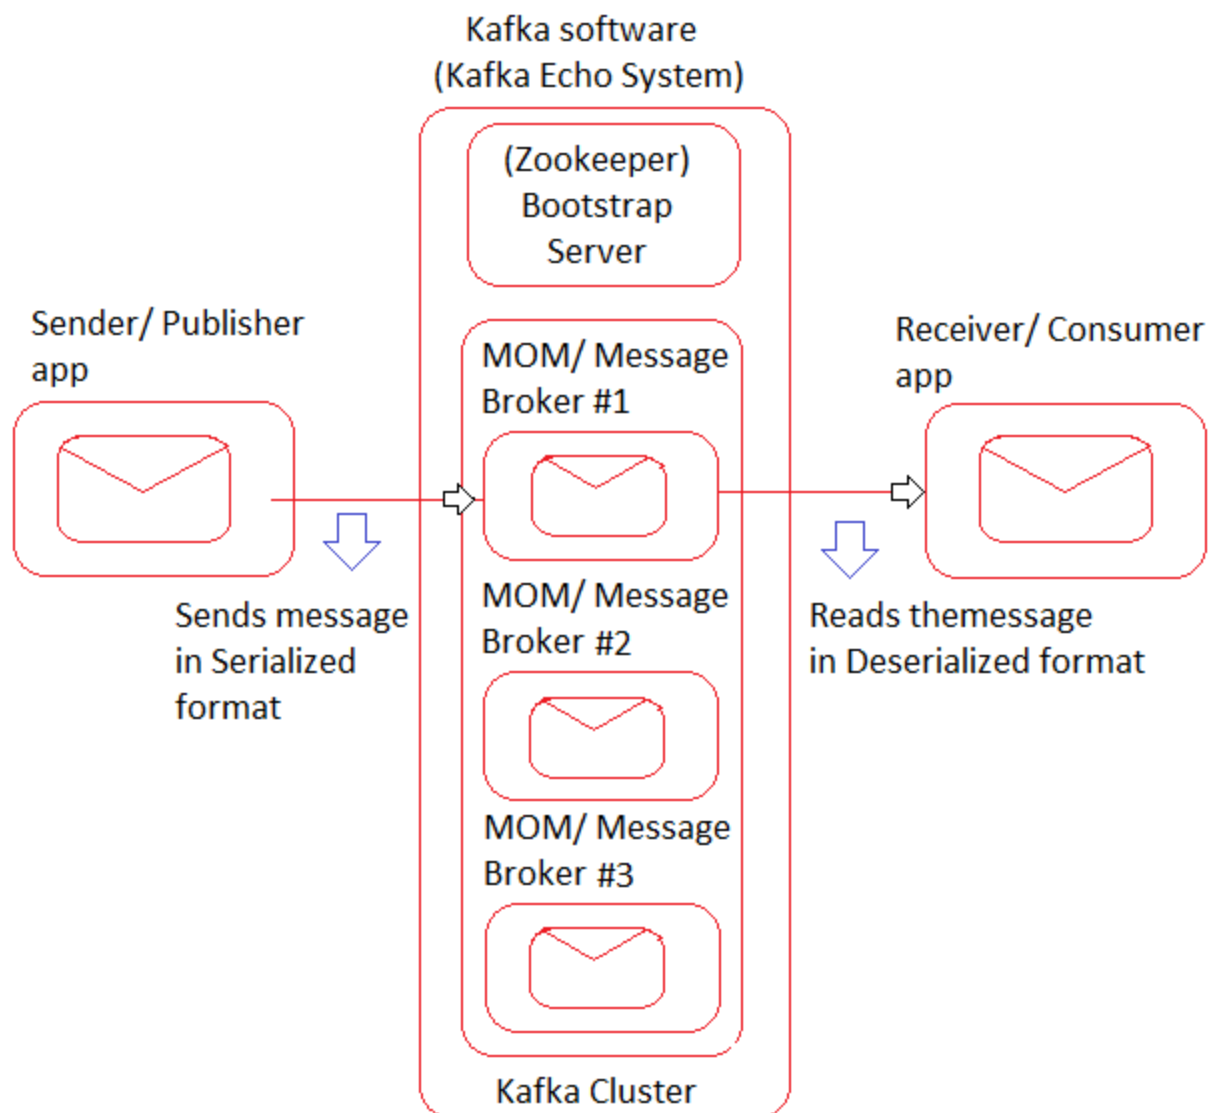 Kafka software
(Kafka Echo System)
(Zookeeper)
Bootstrap
Server
Sender/ Publisher
app
MOM/ Message
Broker #1
Receiver/ Consumer
app
Sends message
in Serialized
format
MOM/ Message
Broker #2
Reads themessage
in Deserialized format
MOM/ Message
Broker #3
Kafka Cluster